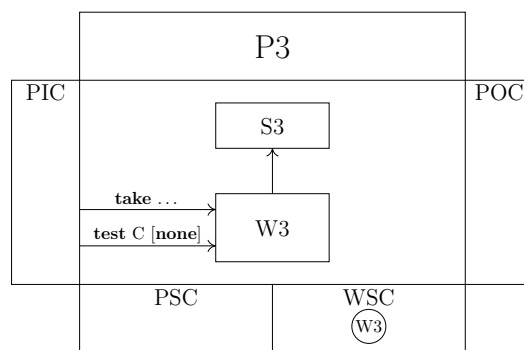 P3
PIC
POC
S3
take …
W3
test C [none]
PSC
WSC
W3